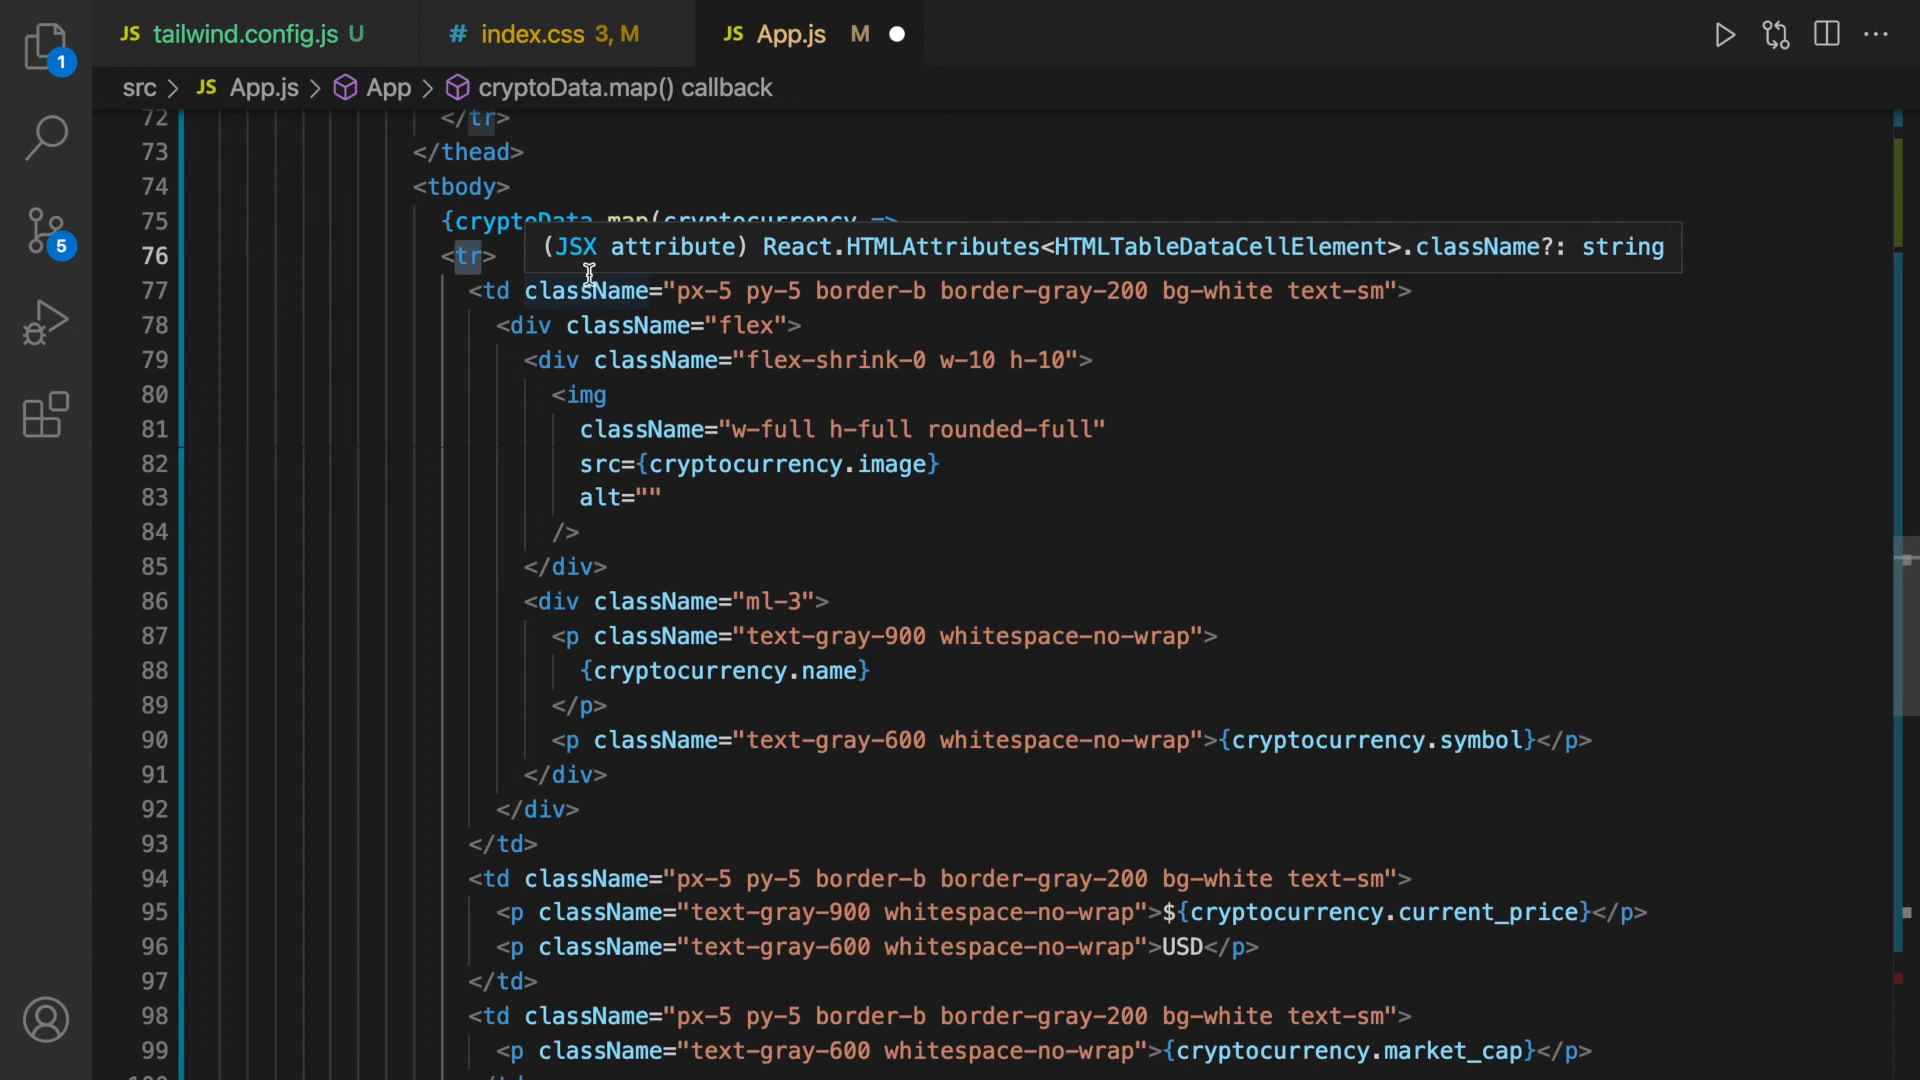 JS tailwind.config.js U # index.css 3, M JS App.js M
1
src > JS App.js > App > cryptoData.map() callback
72 </tr>
73 </thead>
74 <tbody>
75 {cryptoData.map(cryptocurrency =>
(JSX attribute) React.HTMLAttributes<HTMLTableDataCellElement>.className?: string
76 <tr>
5
77 <td className="px-5 py-5 border-b border-gray-200 bg-white text-sm">
78 <div className="flex">
79 <div className="flex-shrink-0 w-10 h-10">
80 <img
81 className="w-full h-full rounded-full"
82 src={cryptocurrency.image}
83 alt=""
84 />
85 </div>
86 <div className="ml-3">
87 <p className="text-gray-900 whitespace-no-wrap">
88 {cryptocurrency.name}
89 </p>
90 <p className="text-gray-600 whitespace-no-wrap">{cryptocurrency.symbol}</p>
91 </div>
92 </div>
93 </td>
94 <td className="px-5 py-5 border-b border-gray-200 bg-white text-sm">
95 <p className="text-gray-900 whitespace-no-wrap">${cryptocurrency.current_price}</p>
96 <p className="text-gray-600 whitespace-no-wrap">USD</p>
97 </td>
98 <td className="px-5 py-5 border-b border-gray-200 bg-white text-sm">
99 <p className="text-gray-600 whitespace-no-wrap">{cryptocurrency.market_cap}</p>